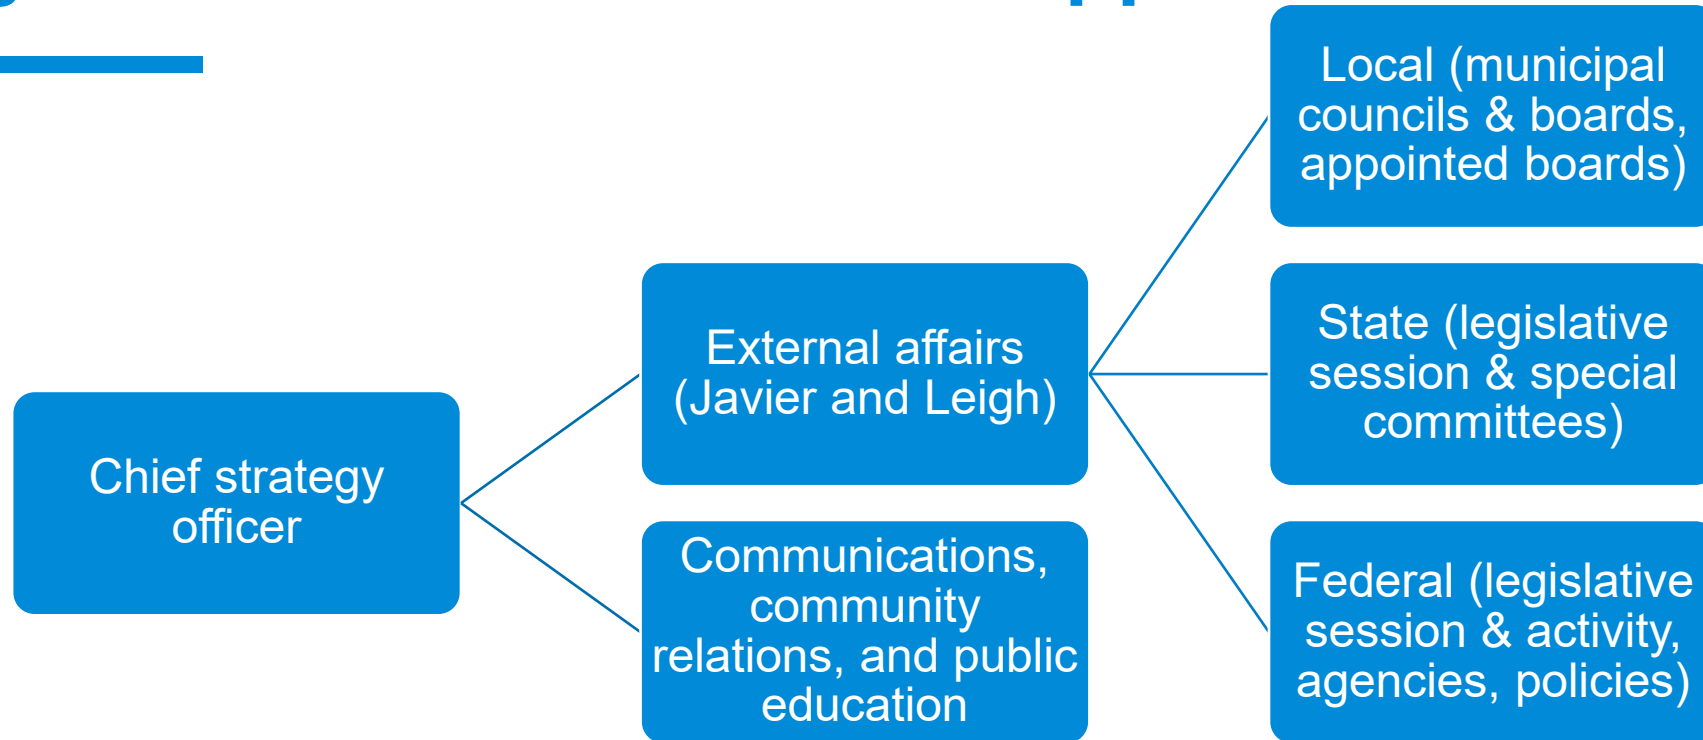 Chief strategy
officer
External affairs
(Javier and Leigh)
Communications,
community
relations, and public
education
Local (municipal
councils & boards,
appointed boards)
State (legislative
session & special
committees)
Federal (legislative
session & activity,
agencies, policies)